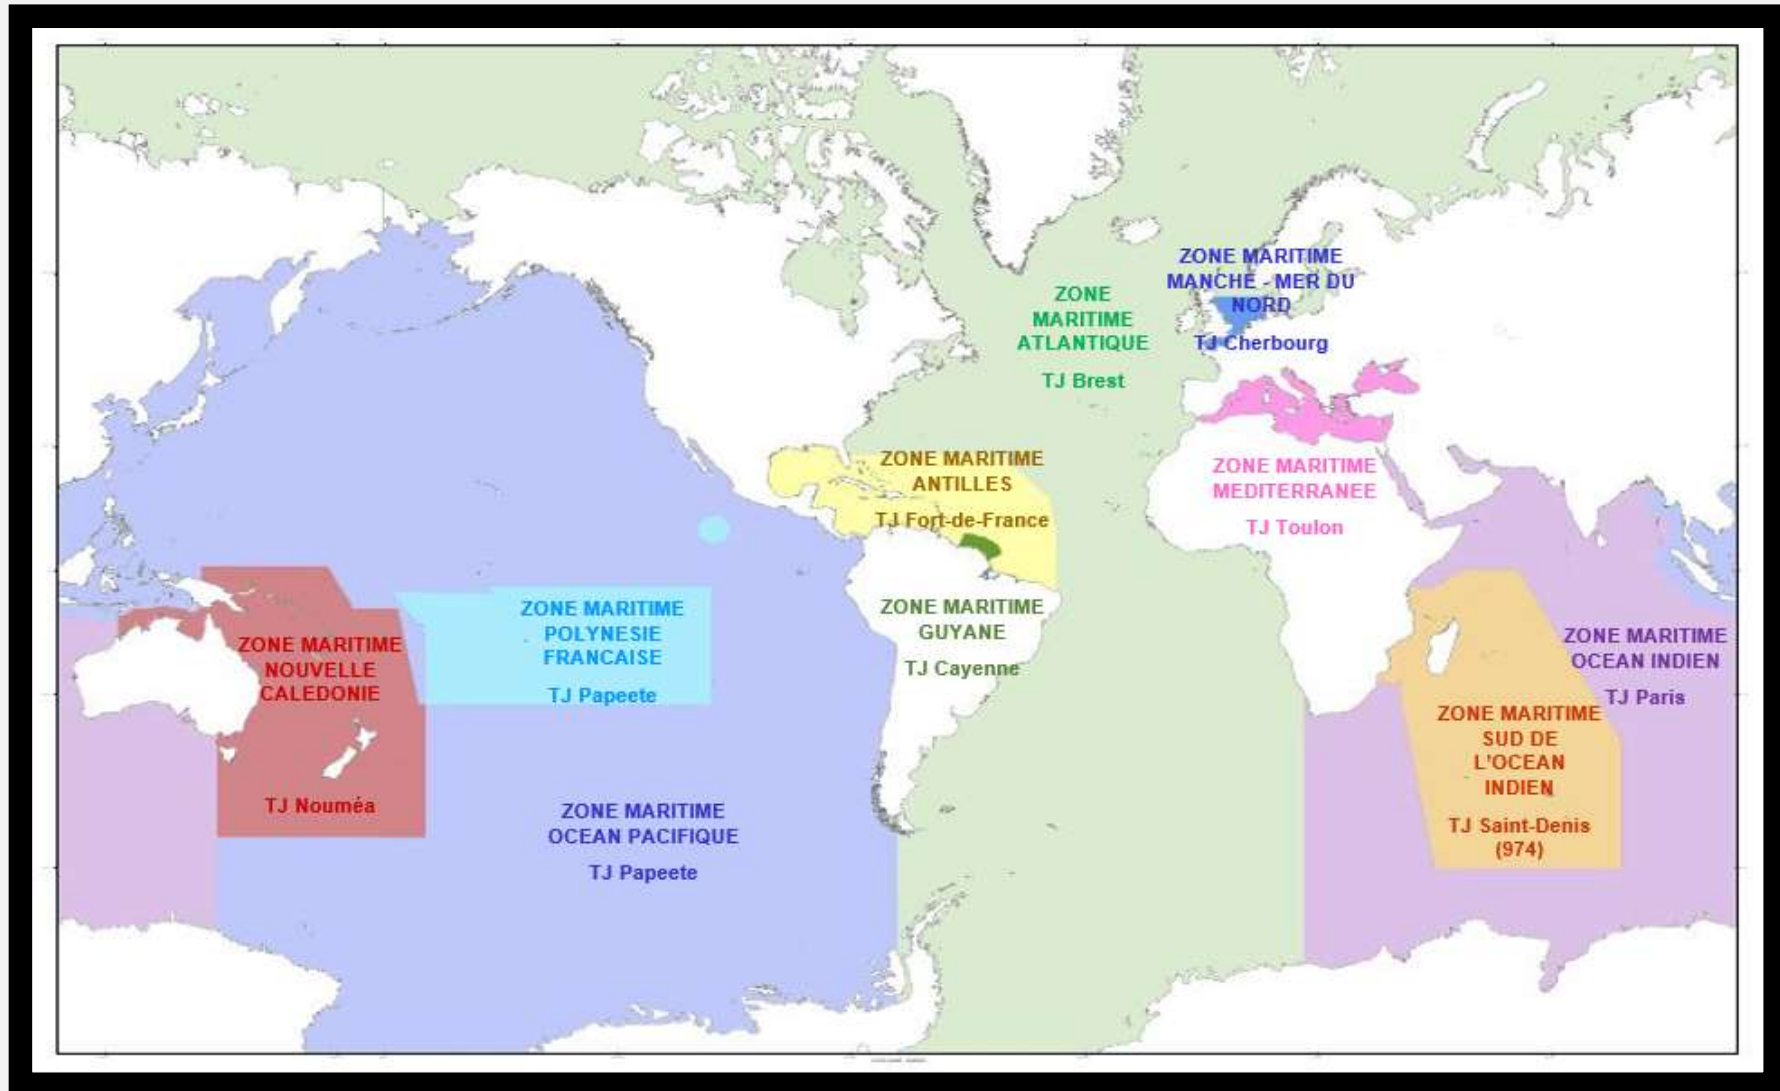 ZONE MARITIME
MANCHE - MER DU
NORD
TJ Cherbourg
ZONE
MARITIME
ATLANTIQUE
TJ Brest
ZONE MARITIME
ANTILLES
TJ Fort-de-France
ZONE MARITIME
MEDITERRANEE
TJ Toulon
ZONE MARITIME
NOUVELLE
CALEDONIE
TJ Nouméa
ZONE MARITIME
POLYNESIE
FRANCAISE
TJ Papeete
ZONE MARITIME
GUYANE
TJ Cayenne
ZONE MARITIME
OCEAN INDIEN
TJ Paris
ZONE MARITIME
SUD DE
L'OCEAN
INDIEN
TJ Saint-Denis
(974)
ZONE MARITIME
OCEAN PACIFIQUE
TJ Papeete